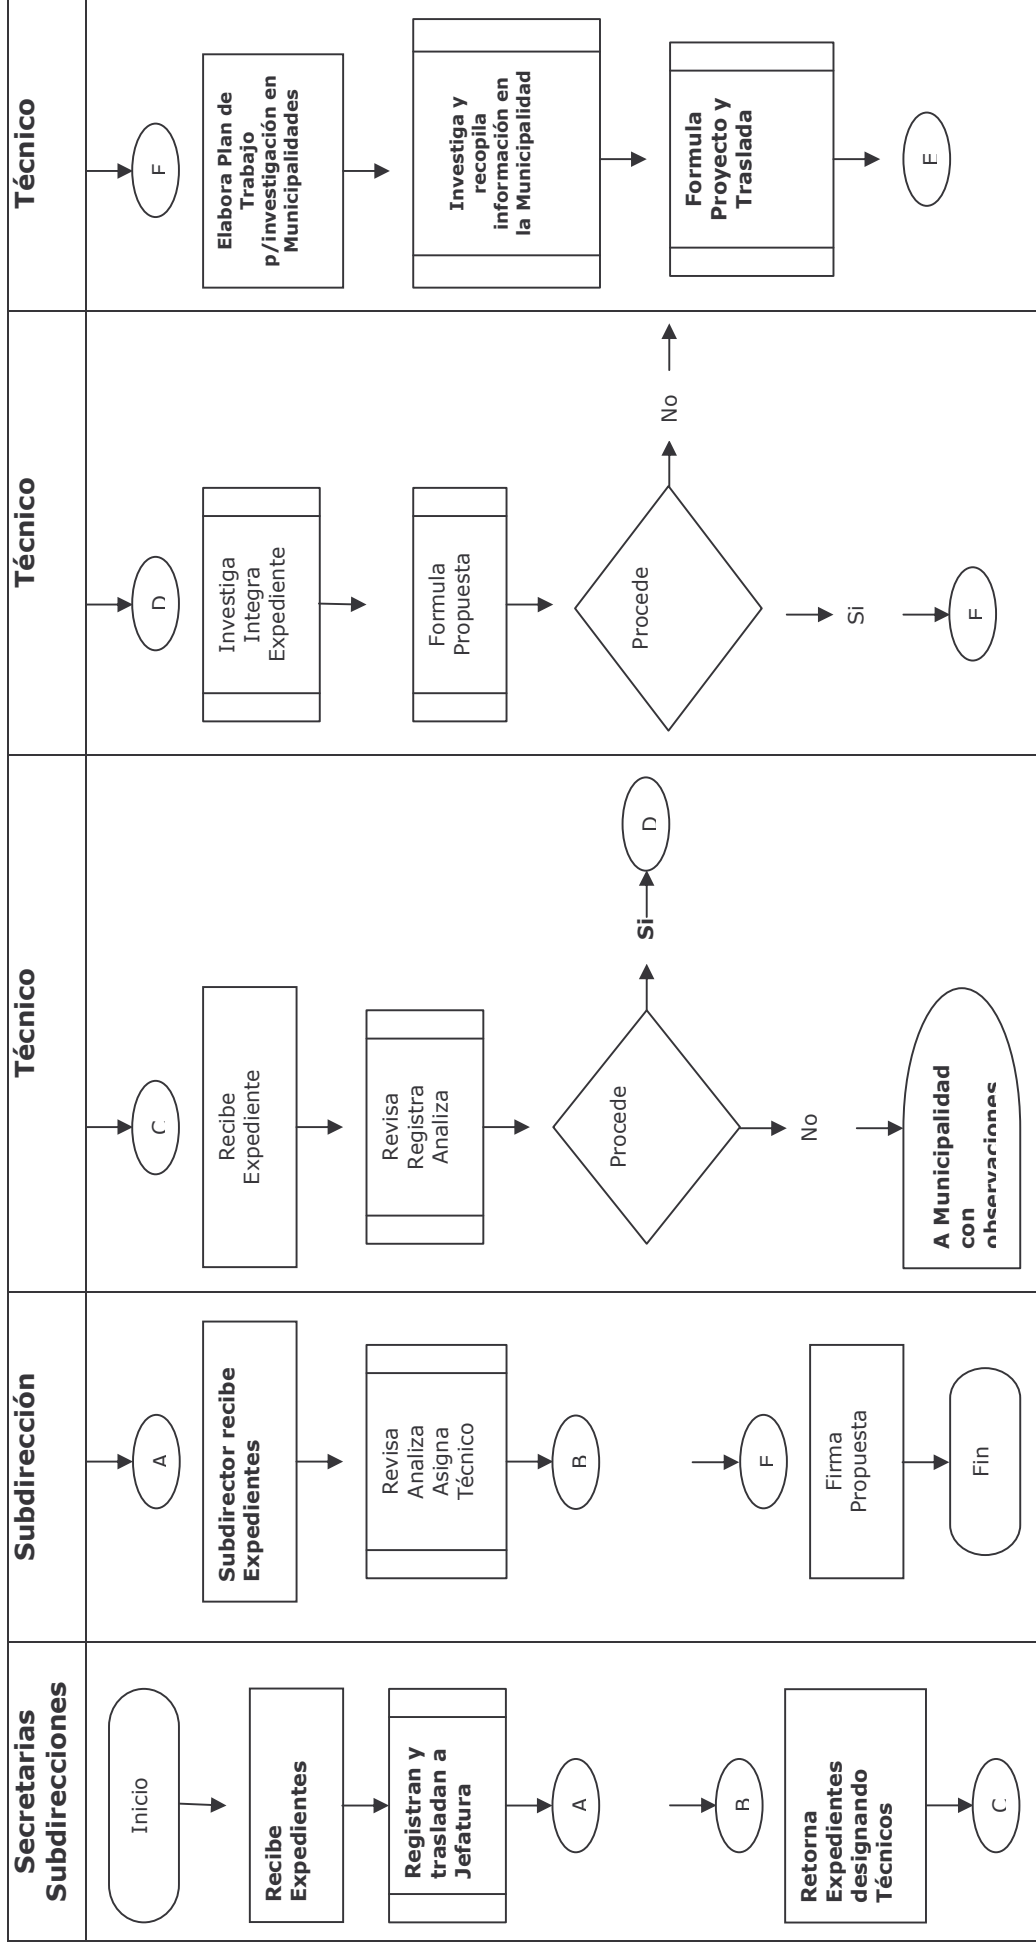 Secretarias
Subdirecciones
Inicio
Recibe
Expedientes
Registran y
trasladan a
Jefatura
A
B
Retorna
Expedientes
designando
Técnicos
C
Subdirección
A
Subdirector recibe
Expedientes
Revisa
Analiza
Asigna
Técnico
B
F
Firma
Propuesta
Fin
Técnico
C
Recibe
Expediente
Revisa
Registra
Analiza
Procede
Si
D
No
A Municipalidad
con
observaciones
Técnico
D
Investiga
Integra
Expediente
Formula
Propuesta
Procede
No
Si
F
Técnico
F
Elabora Plan de
Trabajo
p/investigación en
Municipalidades
Investiga y
recopila
información en
la Municipalidad
Formula
Proyecto y
Traslada
E